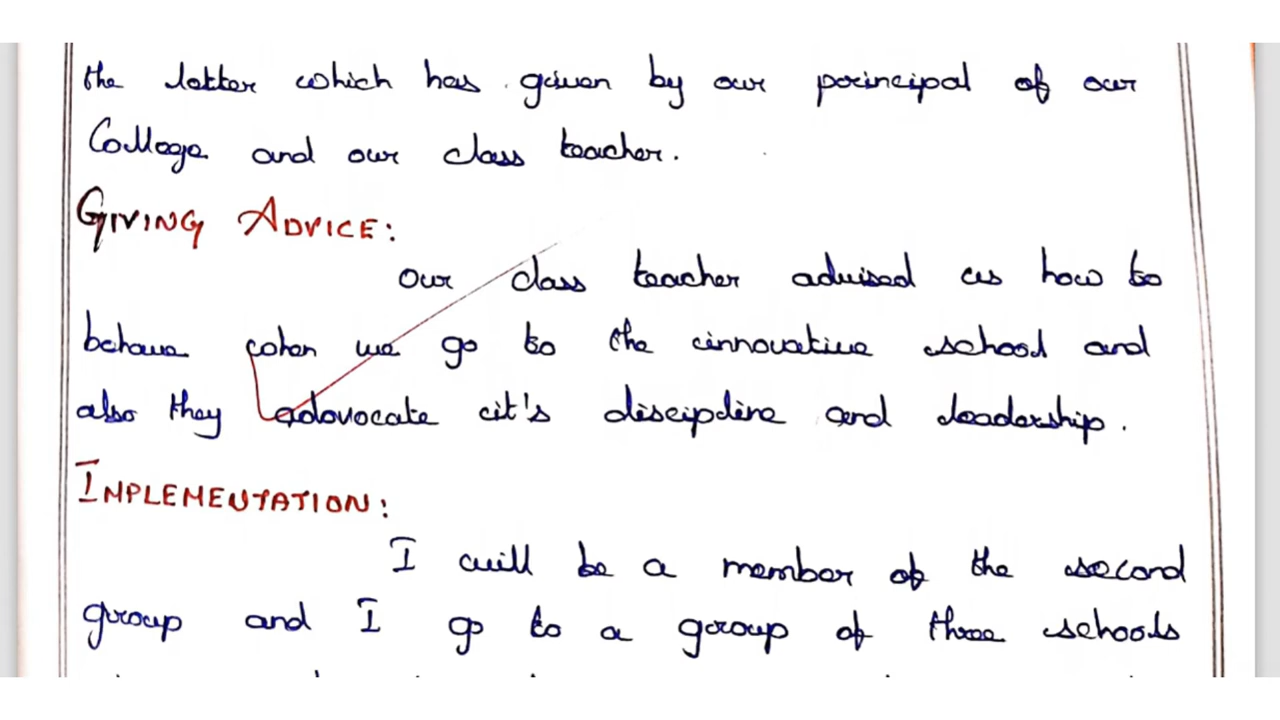 the letter which has given by our principal of our
College and our class teacher.
GIVING ADVICE:
Our class teacher advised us how to
behave when we go to the innovative school and
also they advocate it's discipline and leadership.
IMPLEMENTATION:
I will be a member of the second
group and I go to a group of three schools